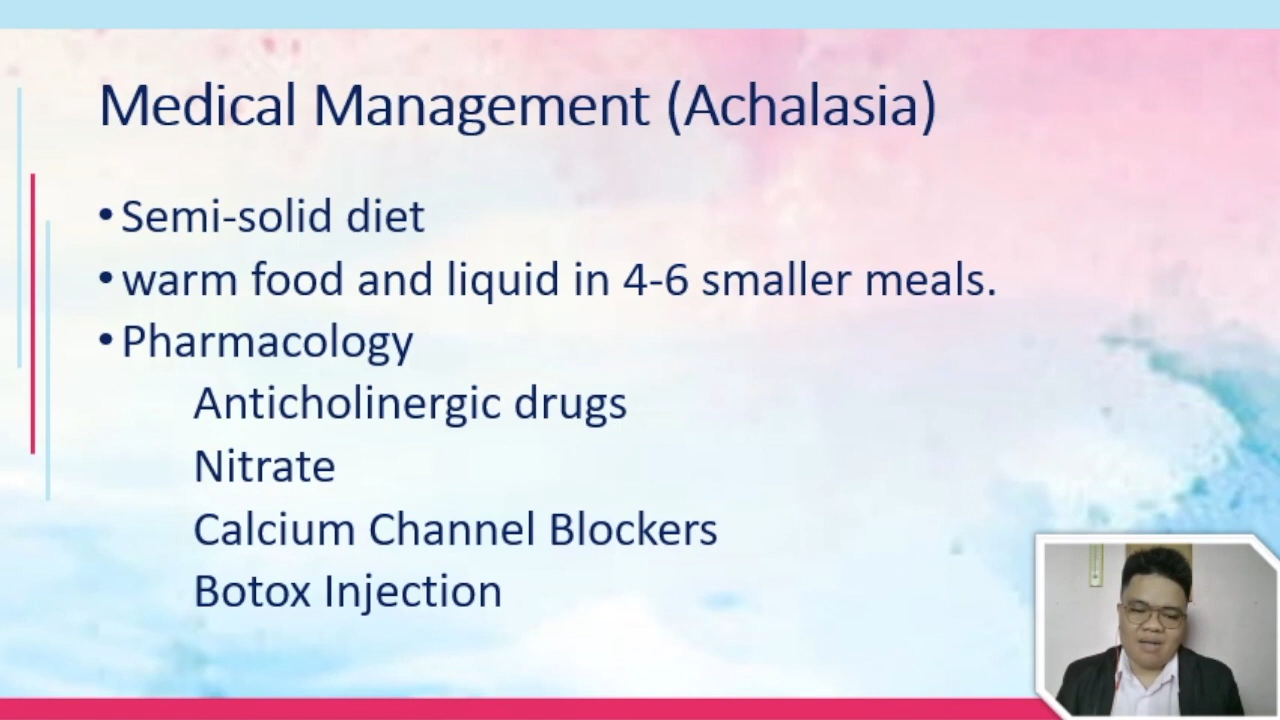 Medical Management (Achalasia)
• Semi-solid diet
• warm food and liquid in 4-6 smaller meals.
• Pharmacology
Anticholinergic drugs
Nitrate
Calcium Channel Blockers
Botox Injection